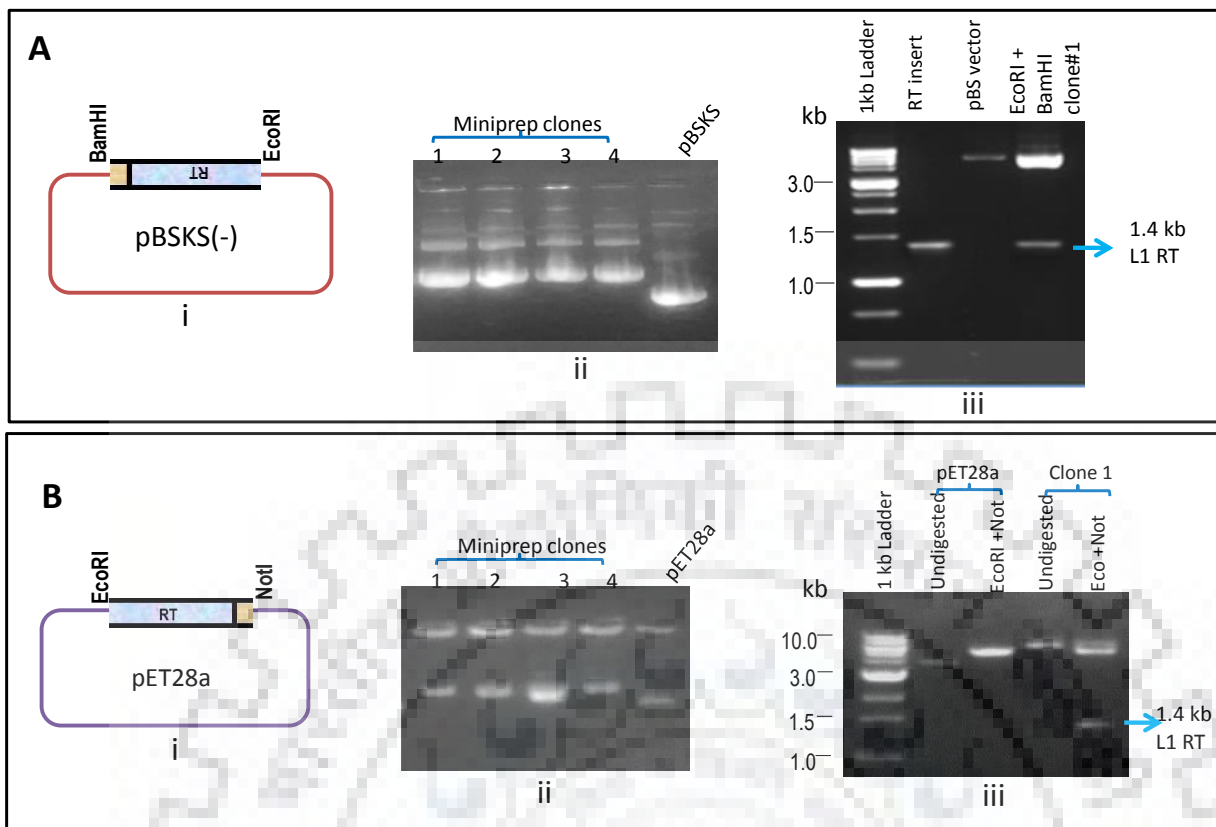 A
BamHI
EcoRI
RT
pBSKS(-)
i
Miniprep clones
1 2 3 4
pBSKS
ii
1kb Ladder
RT insert
pBS vector
EcoRI +
BamHI
clone#1
kb
3.0
1.5
1.0
1.4 kb
L1 RT
iii
B
EcoRI
NotI
RT
pET28a
i
Miniprep clones
1 2 3 4
pET28a
ii
pET28a
Clone 1
1 kb Ladder
Undigested
EcoRI +Not
Undigested
Eco +Not
kb
10.0
3.0
1.5
1.0
1.4 kb
L1 RT
iii